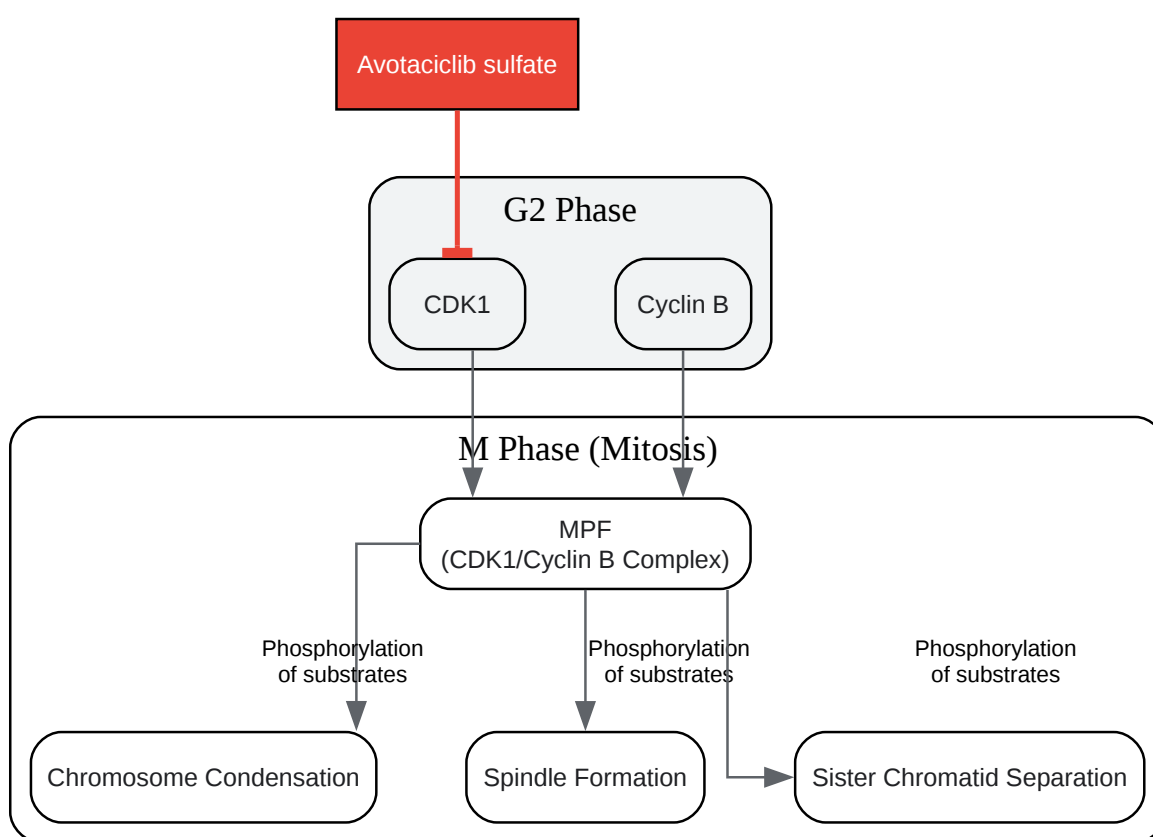 Avotaciclib sulfate
G2 Phase
CDK1
Cyclin B
M Phase (Mitosis)
MPF
(CDK1/Cyclin B Complex)
Phosphorylation
of substrates
Phosphorylation
of substrates
Phosphorylation
of substrates
Chromosome Condensation
Spindle Formation
Sister Chromatid Separation